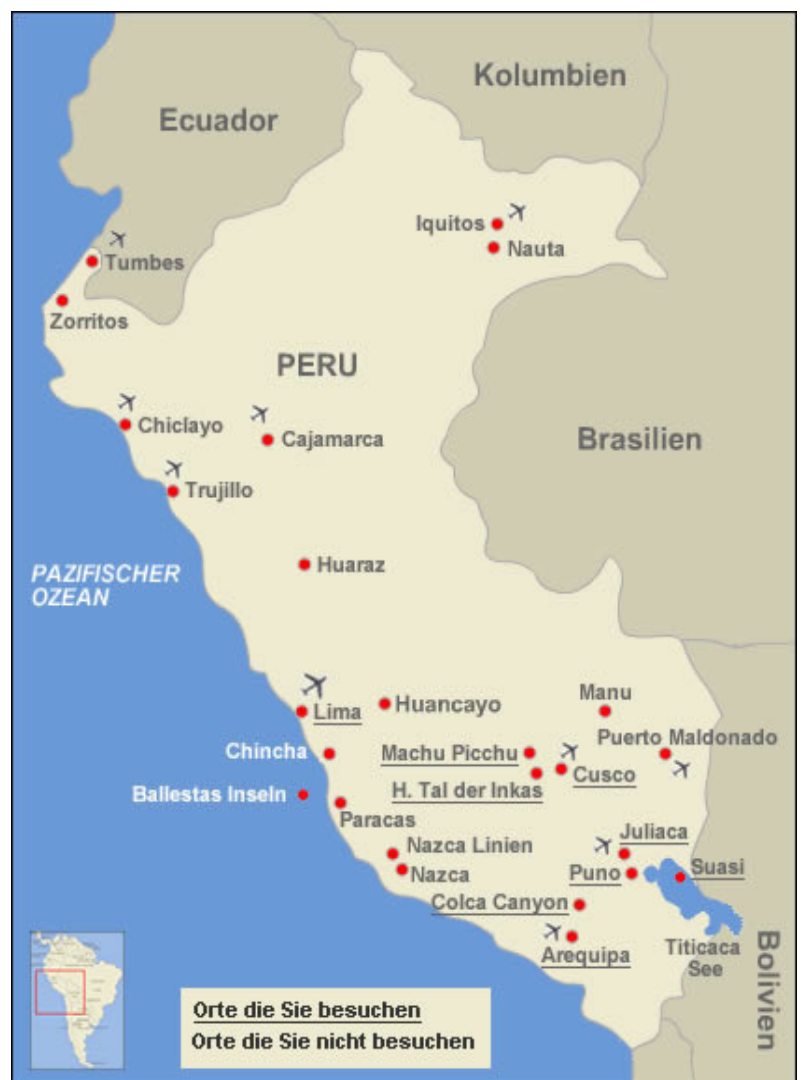 Kolumbien
Ecuador
Iquitos
Nauta
Tumbes
Zorritos
PERU
Chiclayo
Cajamarca
Brasilien
Trujillo
Huaraz
PAZIFISCHER
OZEAN
Manu
Huancayo
Lima
Puerto Maldonado
Chincha
Machu Picchu
Cusco
H. Tal der Inkas
Ballestas Inseln
Paracas
Juliaca
Nazca Linien
Suasi
Puno
Nazca
Colca Canyon
Arequipa
Titicaca
See
Bolivien
Orte die Sie besuchen
Orte die Sie nicht besuchen